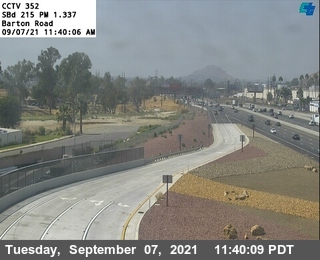 CCTV 352
SBd 215 PM 1.337
Barton Road
09/07/21 11:40:06 AM
Tuesday, September 07, 2021 11:40:09 PDT